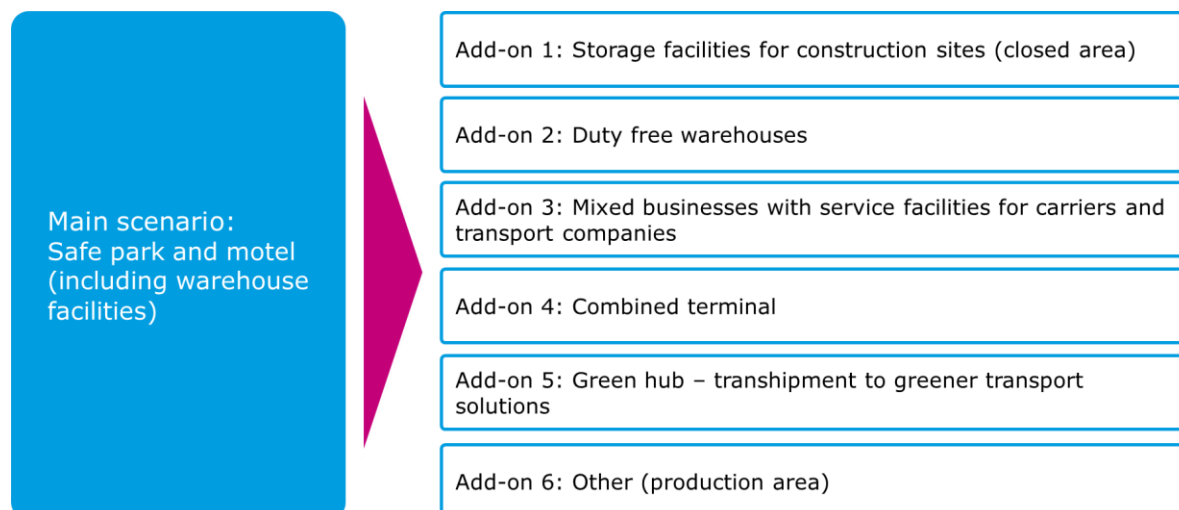 Main scenario:
Safe park and motel
(including warehouse
facilities)
Add-on 1: Storage facilities for construction sites (closed area)
Add-on 2: Duty free warehouses
Add-on 3: Mixed businesses with service facilities for carriers and
transport companies
Add-on 4: Combined terminal
Add-on 5: Green hub – transhipment to greener transport
solutions
Add-on 6: Other (production area)